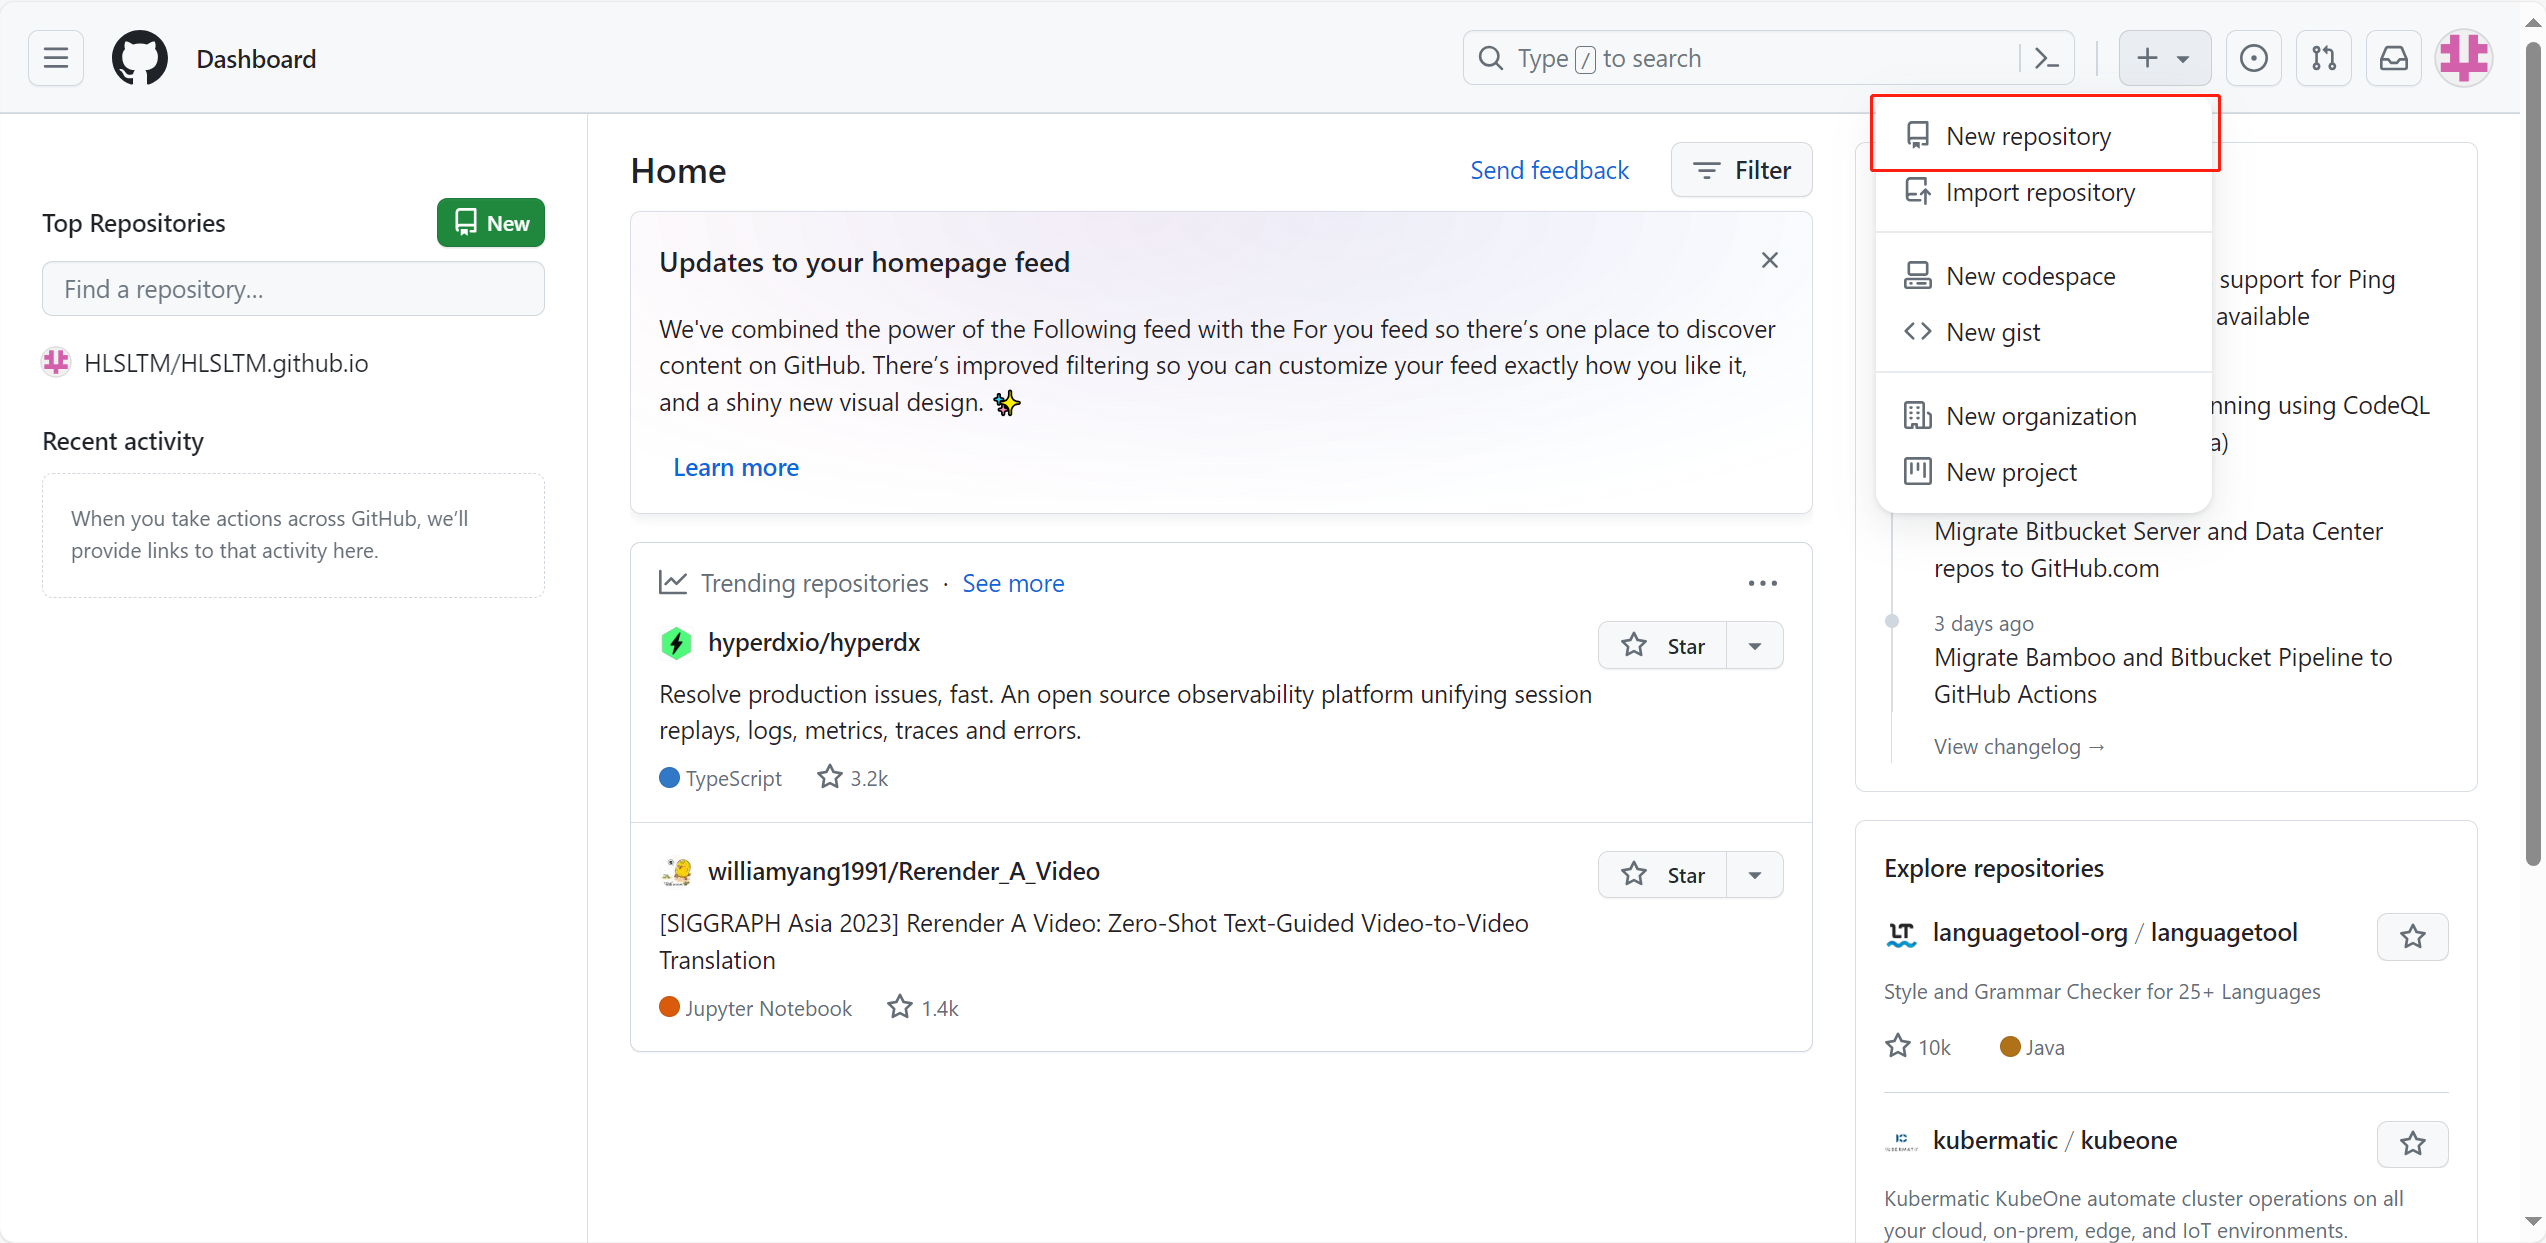 Dashboard
Type / to search
New repository
Import repository
New codespace
New gist
New organization
New project
Top Repositories
New
Find a repository...
HLSLTM/HLSLTM.github.io
Recent activity
When you take actions across GitHub, we’ll
provide links to that activity here.
Home
Send feedback
Filter
Updates to your homepage feed
We've combined the power of the Following feed with the For you feed so there’s one place to discover
content on GitHub. There’s improved filtering so you can customize your feed exactly how you like it,
and a shiny new visual design. ✨
Learn more
Trending repositories · See more
hyperdxio/hyperdx
Star
Resolve production issues, fast. An open source observability platform unifying session
replays, logs, metrics, traces and errors.
TypeScript 3.2k
williamyang1991/Rerender_A_Video
Star
[SIGGRAPH Asia 2023] Rerender A Video: Zero-Shot Text-Guided Video-to-Video
Translation
Jupyter Notebook 1.4k
support for Ping
available
nning using CodeQL
a)
Migrate Bitbucket Server and Data Center
repos to GitHub.com
3 days ago
Migrate Bamboo and Bitbucket Pipeline to
GitHub Actions
View changelog →
Explore repositories
LT
languagetool-org / languagetool
Style and Grammar Checker for 25+ Languages
10k Java
kubermatic / kubeone
Kubermatic KubeOne automate cluster operations on all
your cloud, on-prem, edge, and IoT environments.